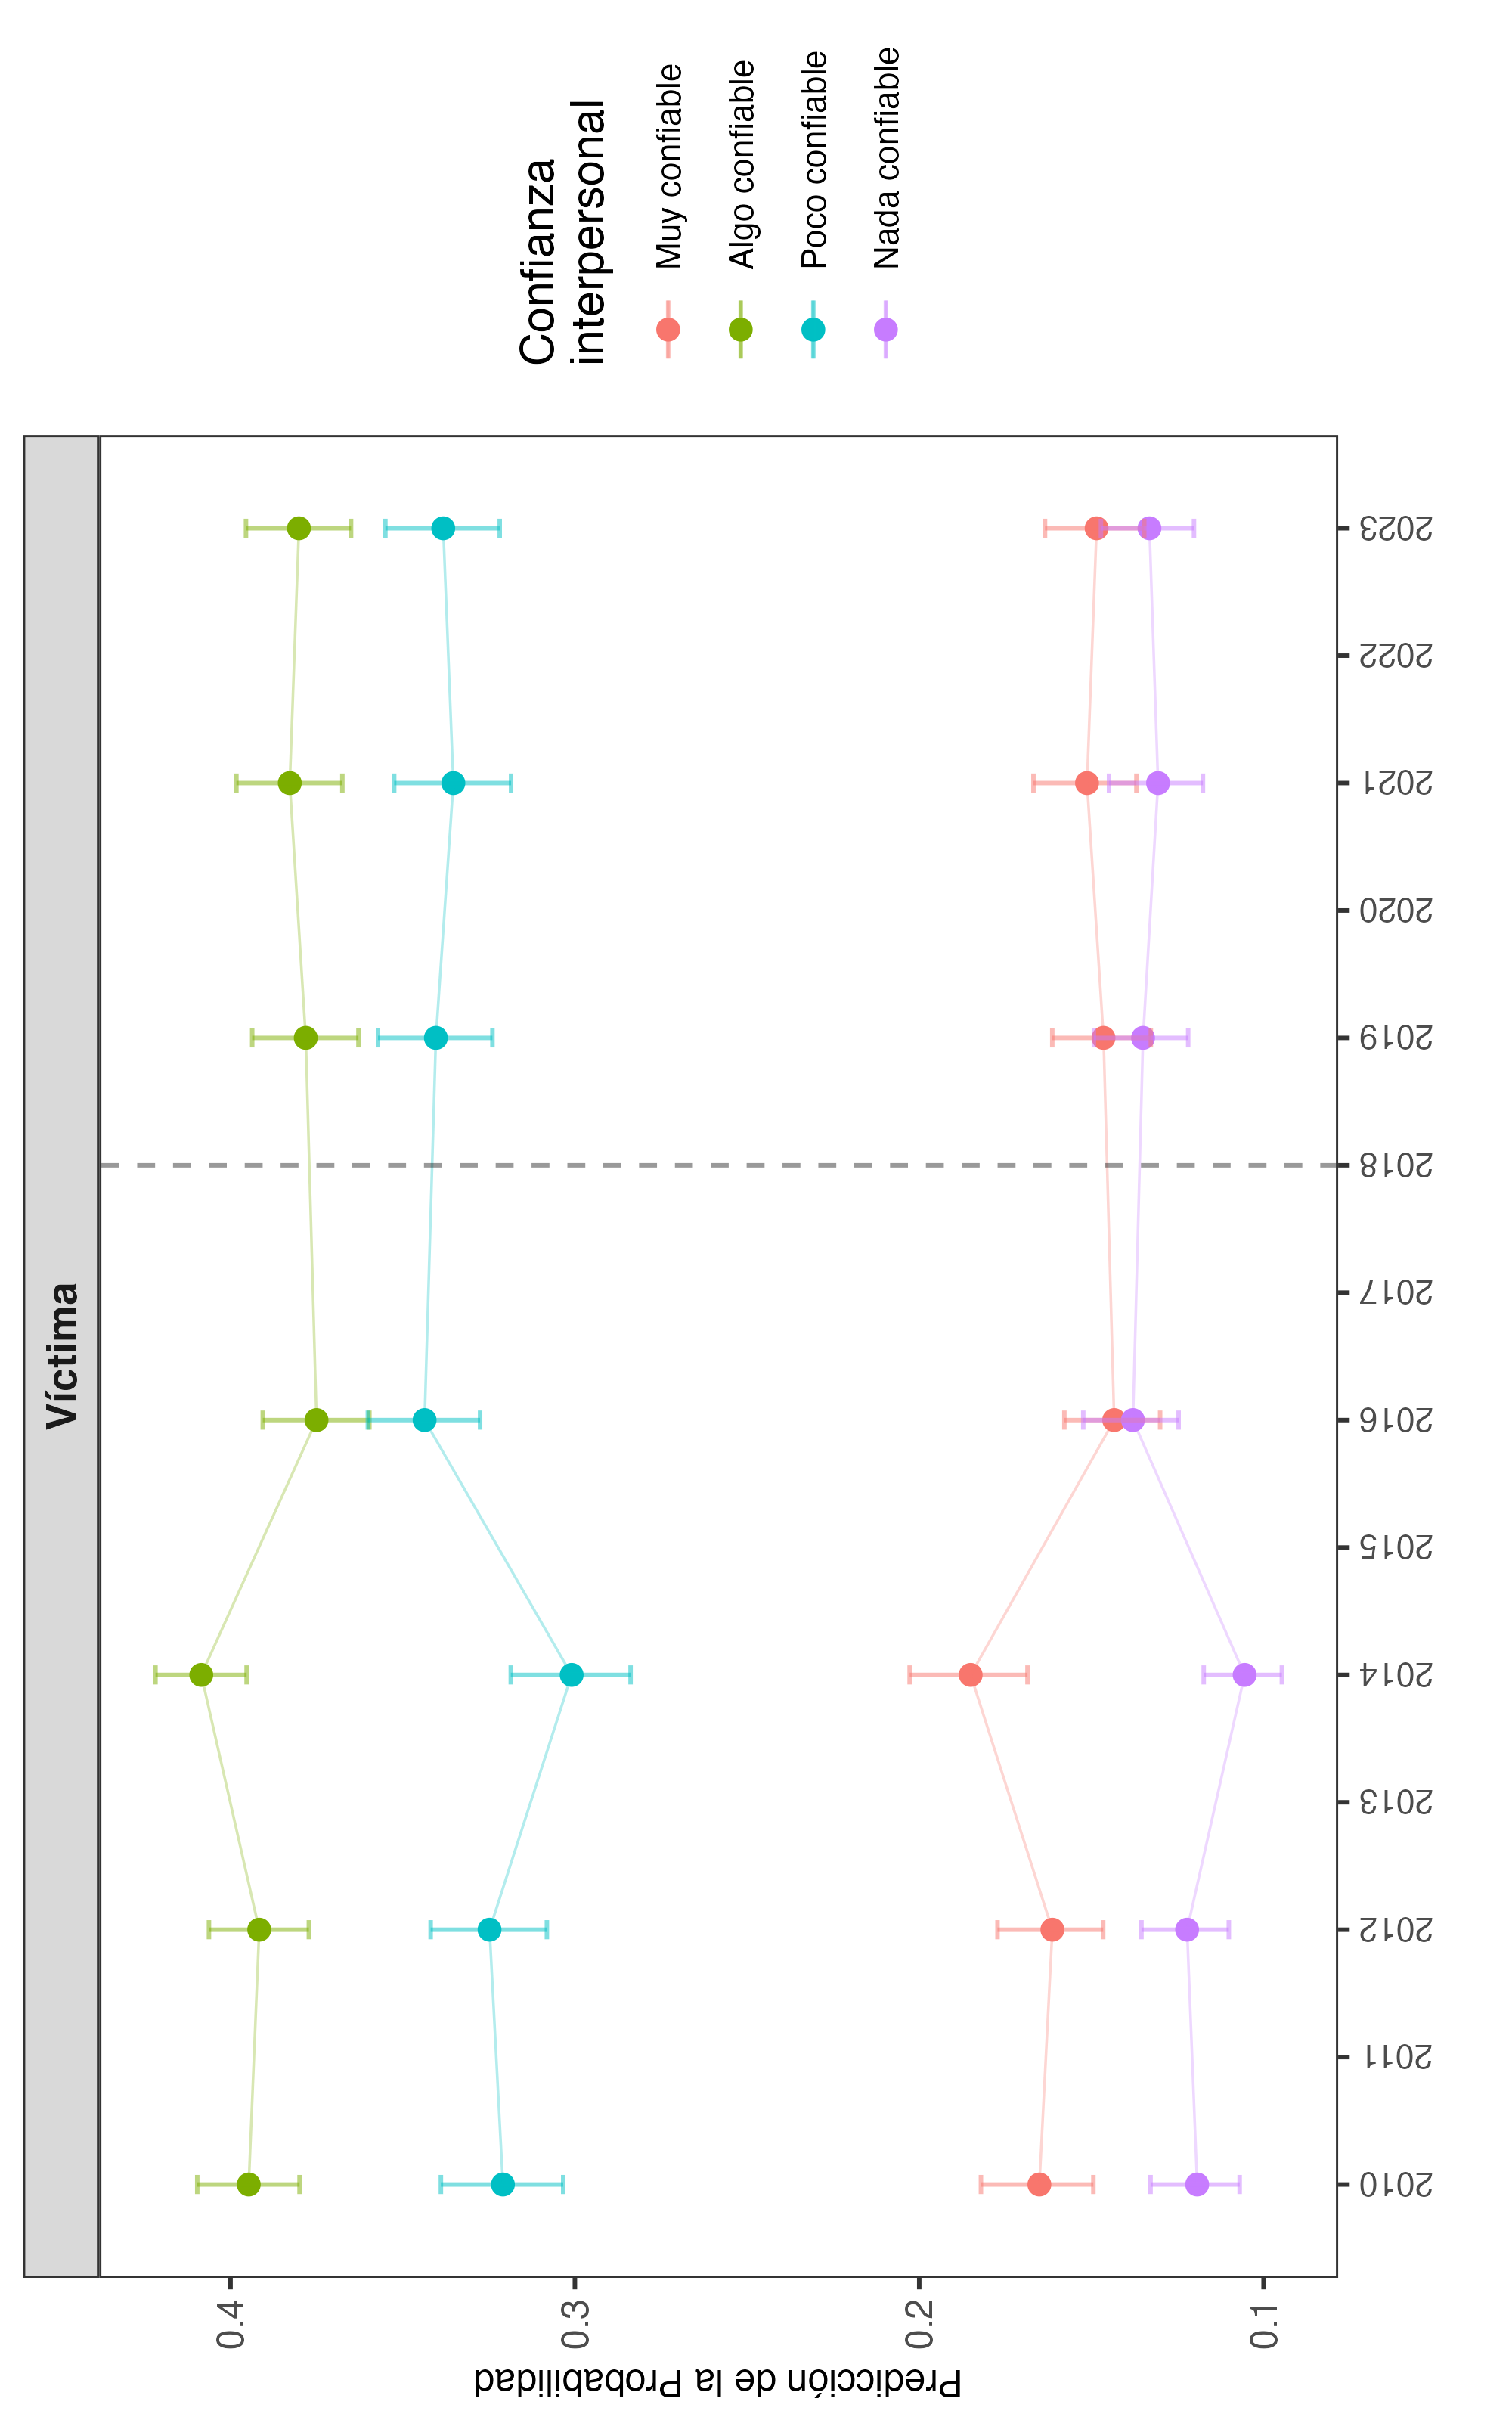 Víctima
Predicción de la Probabilidad
0.4
0.3
0.2
0.1
2010
2011
2012
2013
2014
2015
2016
2017
2018
2019
2020
2021
2022
2023
Confianza
interpersonal
Muy confiable
Algo confiable
Poco confiable
Nada confiable